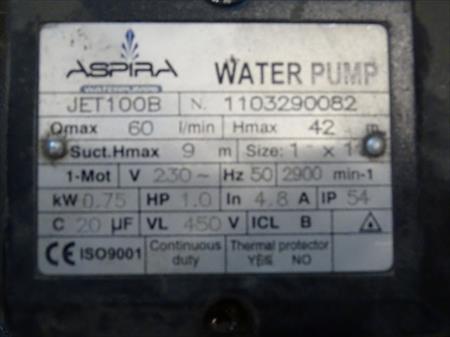 ASPIRA WATER PUMP
WATERPUMPS
JET100B N. 1103290082
Qmax 60 l/min Hmax 42 m
Suct.Hmax 9 m Size: 1" × 1"
1-Mot V 230~ Hz 50 2900 min-1
kW 0.75 HP 1.0 In 4.8 A IP 54
C 20 µF VL 450 V ICL B
CE ISO9001 Continuous duty Thermal protector YES NO